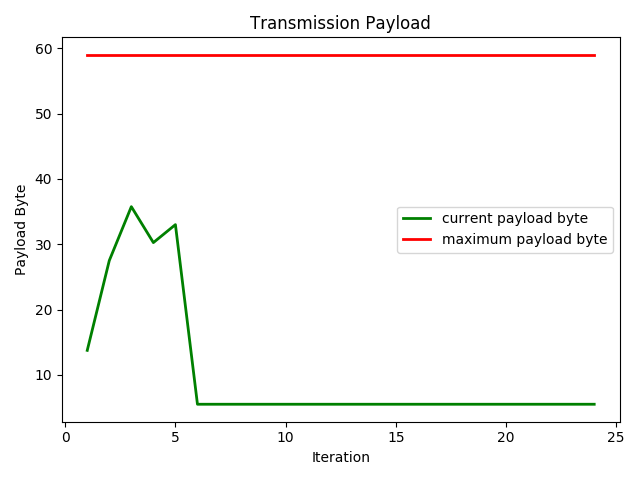 Transmission Payload
60
50
40
30
20
10
Payload Byte
current payload byte
maximum payload byte
0
5
10
15
20
25
Iteration